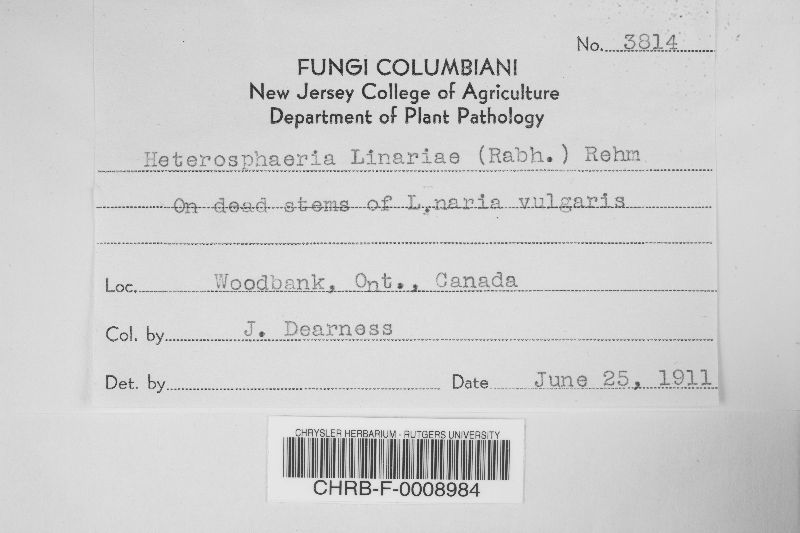 No. 3814
FUNGI COLUMBIANI
New Jersey College of Agriculture
Department of Plant Pathology
Heterosphaeria Linariae (Rabh.) Rehm
On dead stems of L.naria vulgaris
Loc. Woodbank, Ont., Canada
Col. by J. Dearness
Det. by
Date June 25, 1911
CHRYSLER HERBARIUM - RUTGERS UNIVERSITY
CHRB-F-0008984